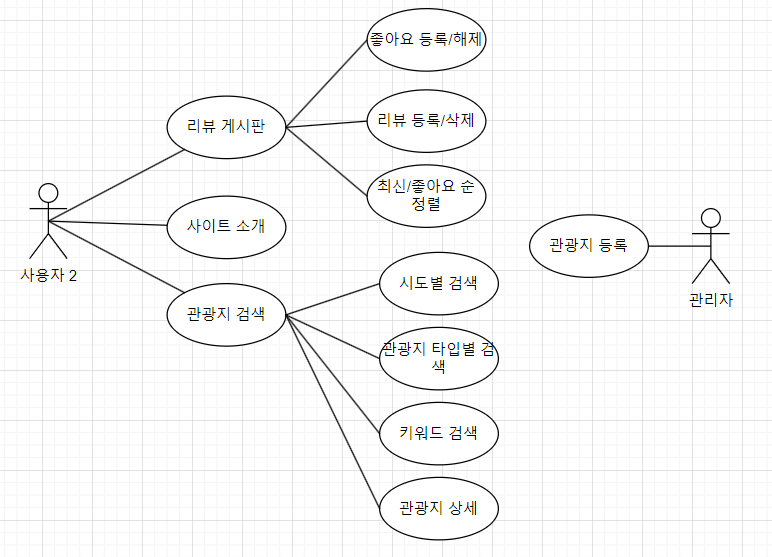 좋아요 등록/해제
리뷰 게시판
리뷰 등록/삭제
최신/좋아요 순
정렬
사이트 소개
사용자 2
관광지 등록
관리자
관광지 검색
시도별 검색
관광지 타입별 검
색
키워드 검색
관광지 상세